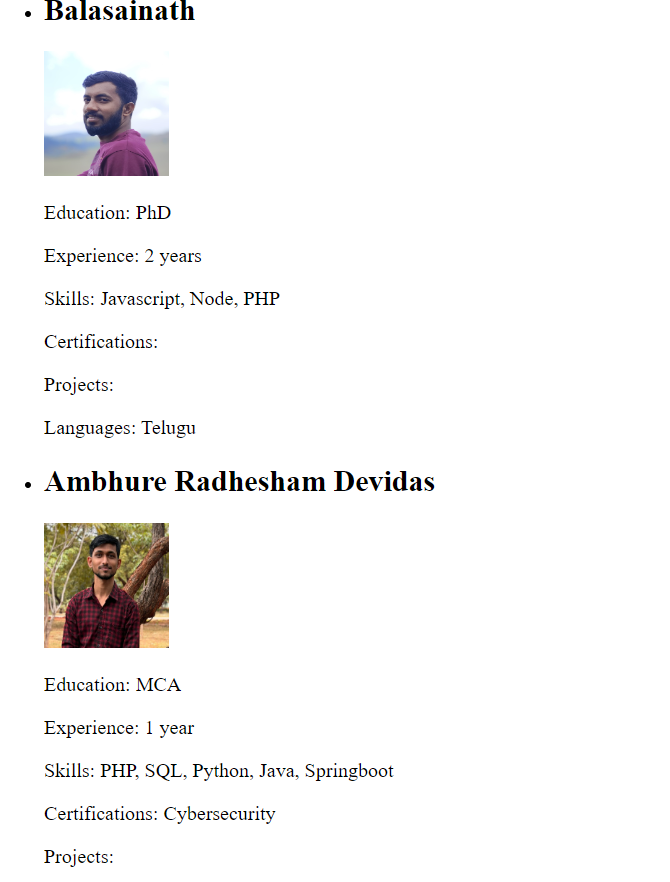 Balasainath
Education: PhD
Experience: 2 years
Skills: Javascript, Node, PHP
Certifications:
Projects:
Languages: Telugu
Ambhure Radhesham Devidas
Education: MCA
Experience: 1 year
Skills: PHP, SQL, Python, Java, Springboot
Certifications: Cybersecurity
Projects: